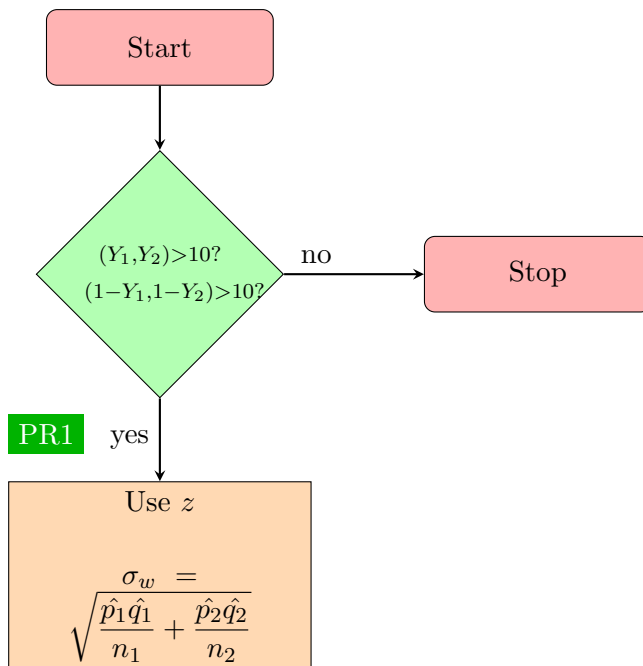 Start
(Y₁,Y₂)>10?
(1−Y₁,1−Y₂)>10?
no
Stop
PR1
yes
Use z
σ_w =
√(p̂₁q̂₁/n₁ + p̂₂q̂₂/n₂)